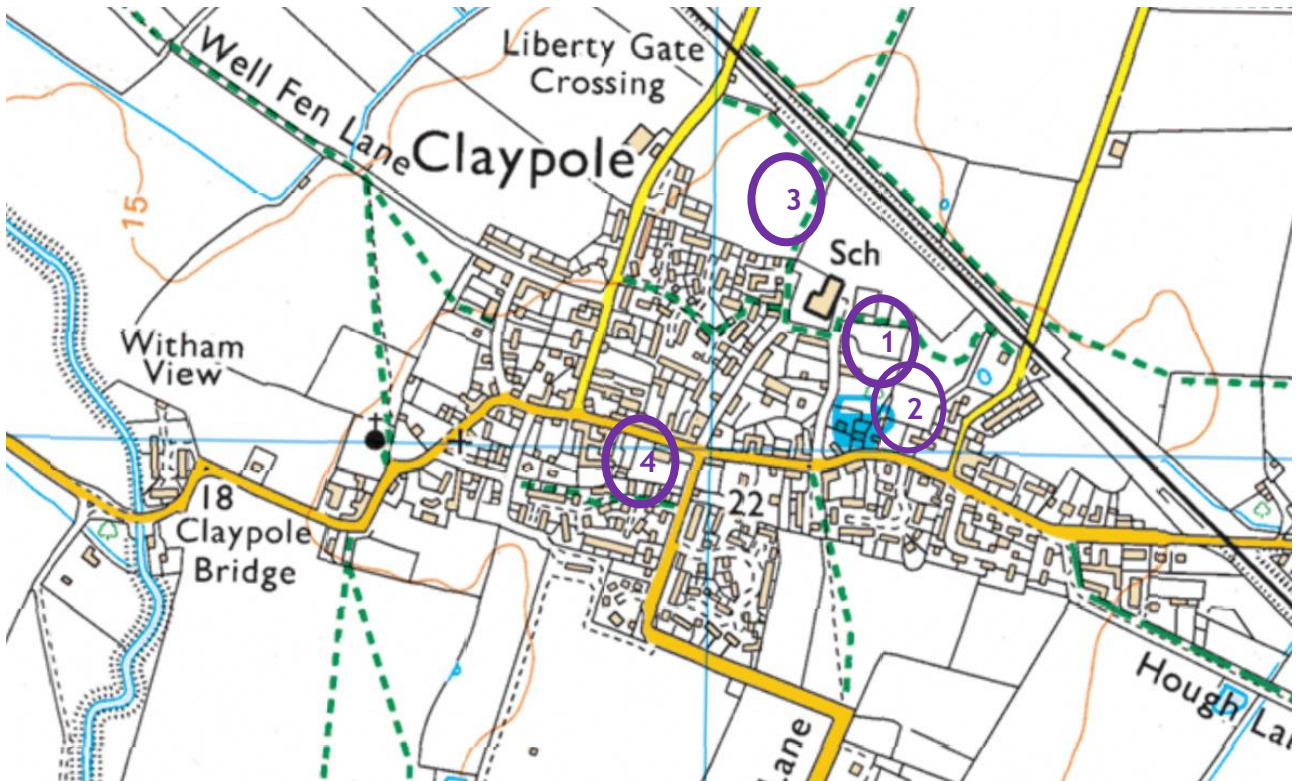 Well Fen Lane
Liberty Gate
Crossing
Claypole
3
15
Sch
1
Witham
View
2
4
18
22
Claypole
Bridge
Hough Lan
Lane